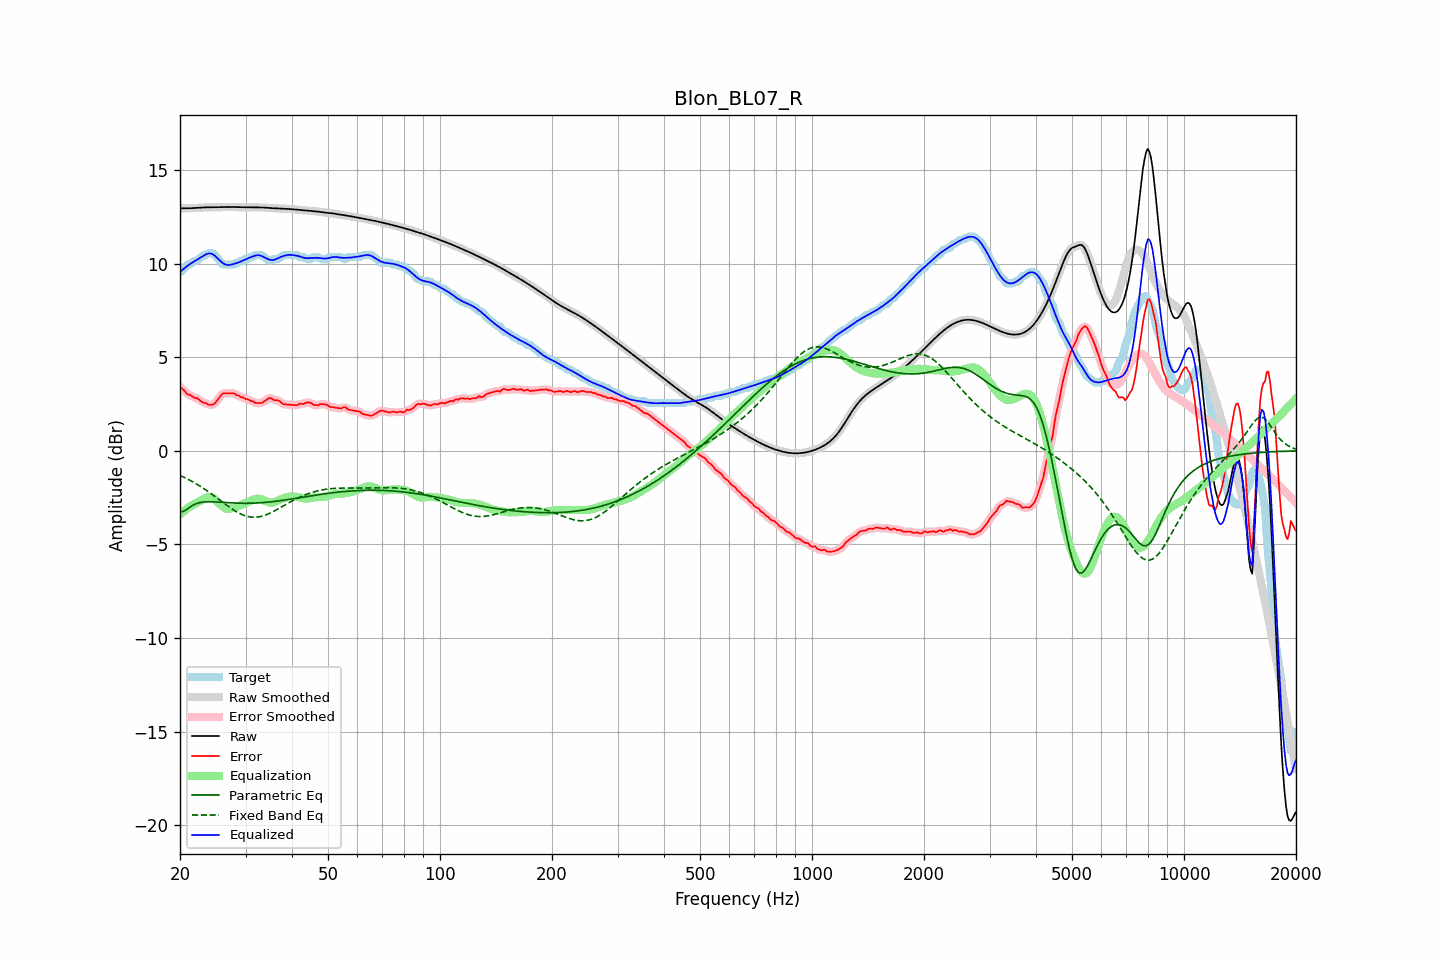 Blon_BL07_R
Amplitude (dBr)
15
10
5
0
−5
−10
−15
−20
Target
Raw Smoothed
Error Smoothed
Raw
Error
Equalization
Parametric Eq
Fixed Band Eq
Equalized
20
50
100
200
500
1000
2000
5000
10000
20000
Frequency (Hz)